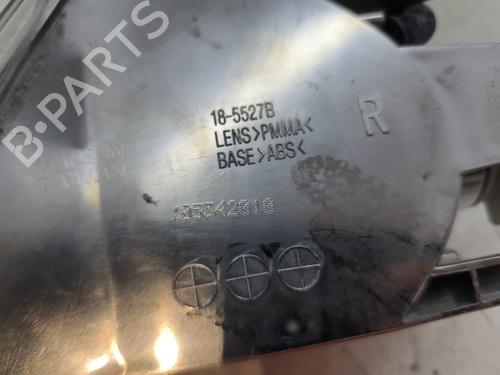 B-PARTS
18-5527B
LENS>PMMA<
BASE>ABS<
R
TAIWAN